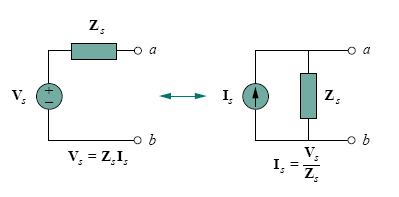 Zₛ
a
Vₛ
+
−
b
Vₛ = ZₛIₛ
a
Iₛ
Zₛ
b
Iₛ = Vₛ/Zₛ